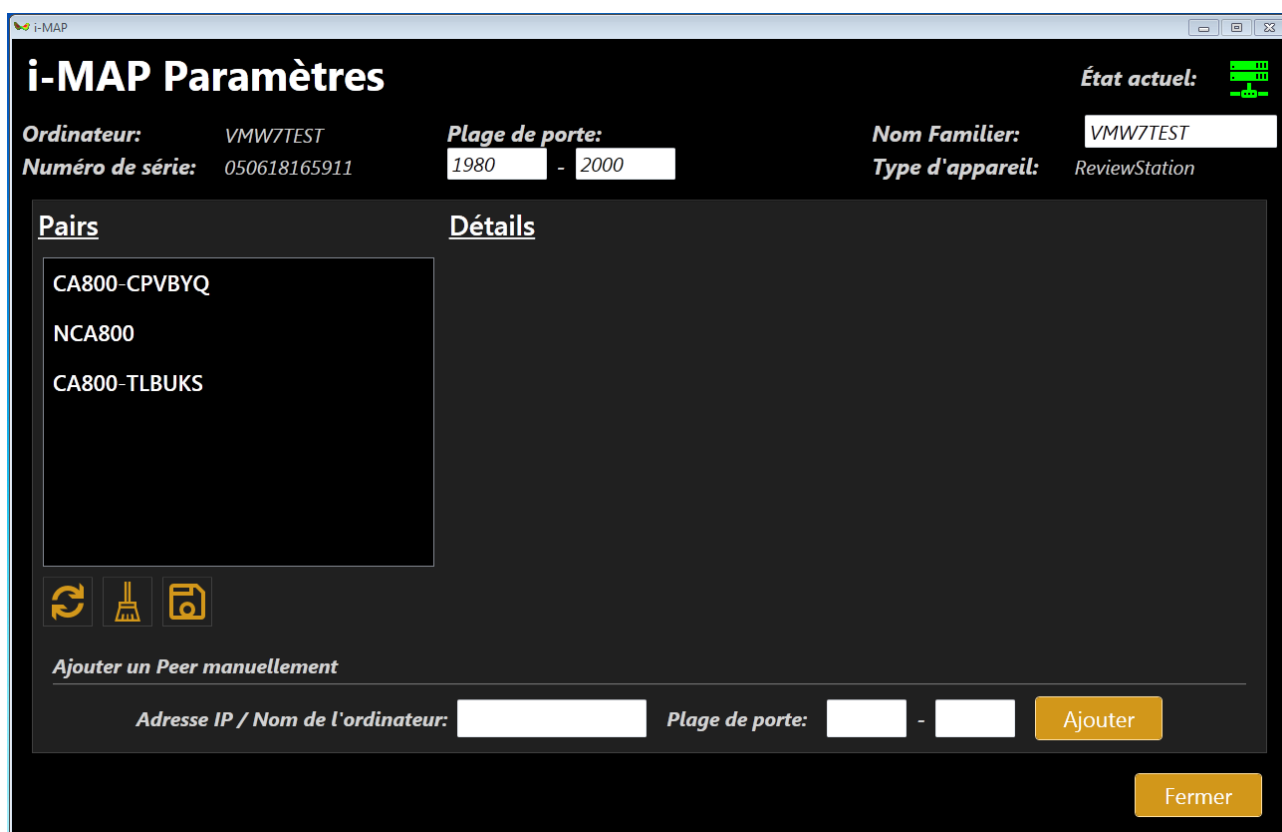 i-MAP
i-MAP Paramètres
État actuel:
Ordinateur: VMW7TEST Plage de porte: Nom Familier: VMW7TEST
Numéro de série: 050618165911 1980 - 2000 Type d'appareil: ReviewStation
Pairs Détails
CA800-CPVBYQ
NCA800
CA800-TLBUKS
Ajouter un Peer manuellement
Adresse IP / Nom de l'ordinateur: Plage de porte: - Ajouter
Fermer